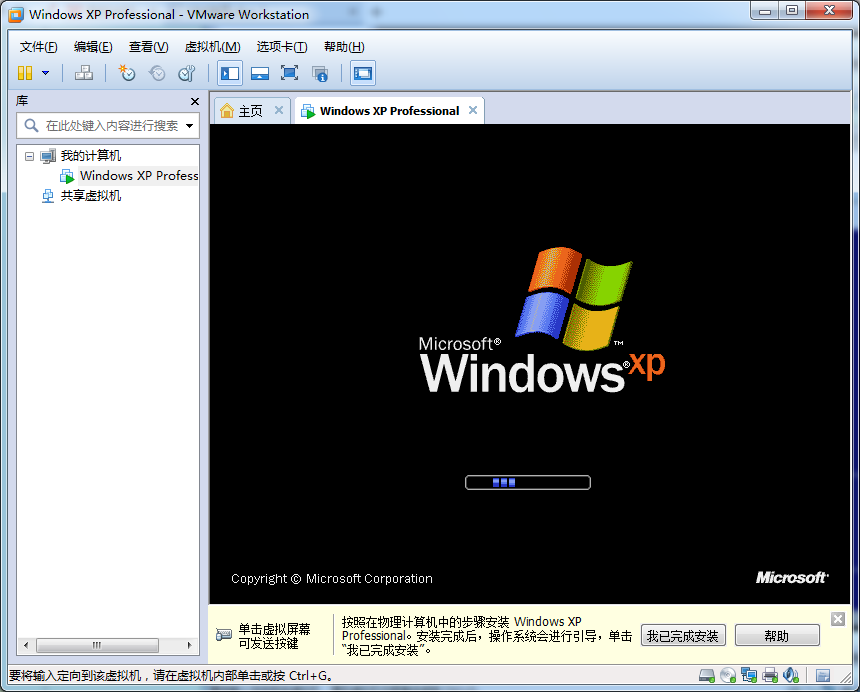 Windows XP Professional - VMware Workstation
文件(F) 编辑(E) 查看(V) 虚拟机(M) 选项卡(T) 帮助(H)
库
在此处键入内容进行搜索
我的计算机
Windows XP Profess
共享虚拟机
主页 Windows XP Professional
Microsoft®
Windows® xp ™
Copyright © Microsoft Corporation
Microsoft®
单击虚拟屏幕
可发送按键
按照在物理计算机中的步骤安装 Windows XP
Professional。安装完成后，操作系统会进行引导，单击
“我已完成安装”。
我已完成安装 帮助
要将输入定向到该虚拟机，请在虚拟机内部单击或按 Ctrl+G。